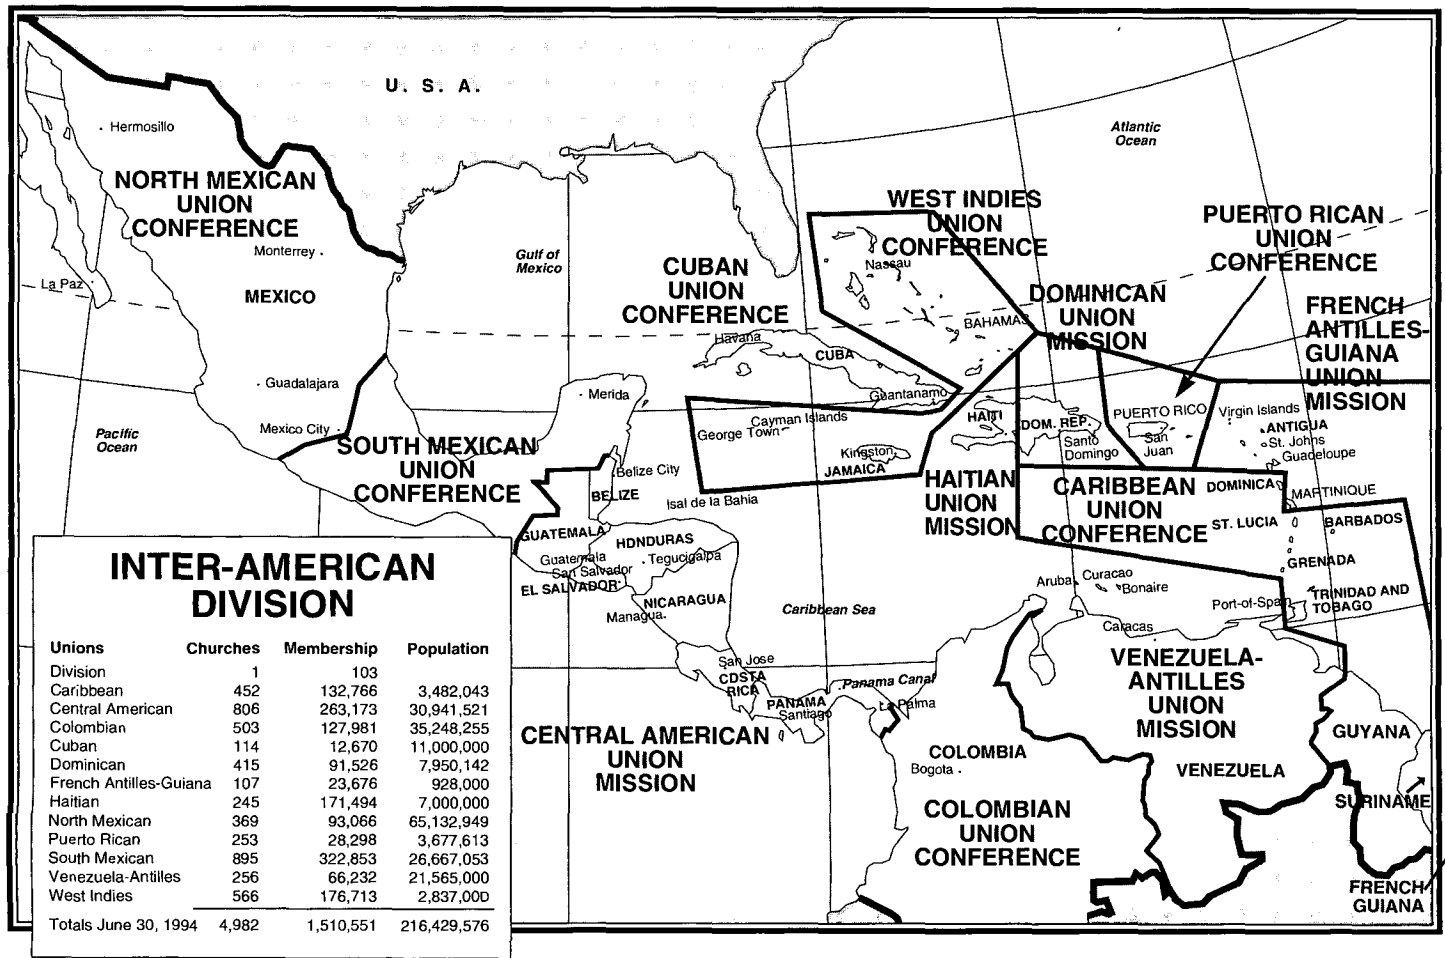 U. S. A.
Atlantic
Ocean
Hermosillo
NORTH MEXICAN
UNION
CONFERENCE
WEST INDIES
UNION
CONFERENCE
PUERTO RICAN
UNION
CONFERENCE
Monterrey
Gulf of
Mexico
Nassau
La Paz
MEXICO
CUBAN
UNION
CONFERENCE
DOMINICAN
UNION
MISSION
FRENCH
ANTILLES-
GUIANA
UNION
MISSION
BAHAMAS
Havana
CUBA
Guadalajara
Merida
Guantanamo
Mexico City
Pacific
Ocean
Cayman Islands
George Town
HAITI
DOM. REP.
Santo
Domingo
PUERTO RICO
San
Juan
Virgin Islands
ANTIGUA
St. Johns
Guadeloupe
SOUTH MEXICAN
UNION
CONFERENCE
Kingston
JAMAICA
Belize City
BELIZE
Isal de la Bahia
HAITIAN
UNION
MISSION
CARIBBEAN
UNION
CONFERENCE
DOMINICA
MARTINIQUE
ST. LUCIA
BARBADOS
GRENADA
GUATEMALA
HDNDURAS
Guatemala
Tegucigalpa
San Salvador
EL SALVADOR
NICARAGUA
Managua
Caribbean Sea
Aruba
Curacao
Bonaire
Port-of-Spain
TRINIDAD AND
TOBAGO
Caracas
San Jose
CDSTA
RICA
Panama Canal
PANAMA
Santiago
La Palma
VENEZUELA-
ANTILLES
UNION
MISSION
GUYANA
CENTRAL AMERICAN
UNION
MISSION
COLOMBIA
Bogota
VENEZUELA
SURINAME
COLOMBIAN
UNION
CONFERENCE
FRENCH
GUIANA
INTER-AMERICAN
DIVISION
Unions Churches Membership Population
Division 1 103
Caribbean 452 132,766 3,482,043
Central American 806 263,173 30,941,521
Colombian 503 127,981 35,248,255
Cuban 114 12,670 11,000,000
Dominican 415 91,526 7,950,142
French Antilles-Guiana 107 23,676 928,000
Haitian 245 171,494 7,000,000
North Mexican 369 93,066 65,132,949
Puerto Rican 253 28,298 3,677,613
South Mexican 895 322,853 26,667,053
Venezuela-Antilles 256 66,232 21,565,000
West Indies 566 176,713 2,837,00D
Totals June 30, 1994 4,982 1,510,551 216,429,576